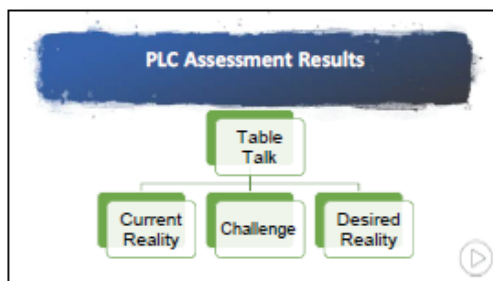 PLC Assessment Results
Table
Talk
Current
Reality
Challenge
Desired
Reality